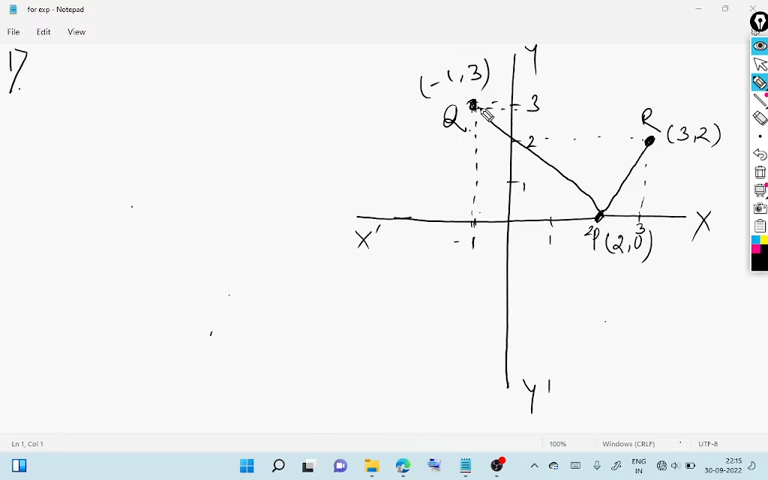 for exp - Notepad
File Edit View
17
Y
(-1,3)
3
Q
R
(3,2)
2
1
X'
-1
1
2
P(2,0)
3
X
Y'
Ln 1, Col 1
100%
Windows (CRLF)
UTF-8
ENG
IN
22:15
30-09-2022